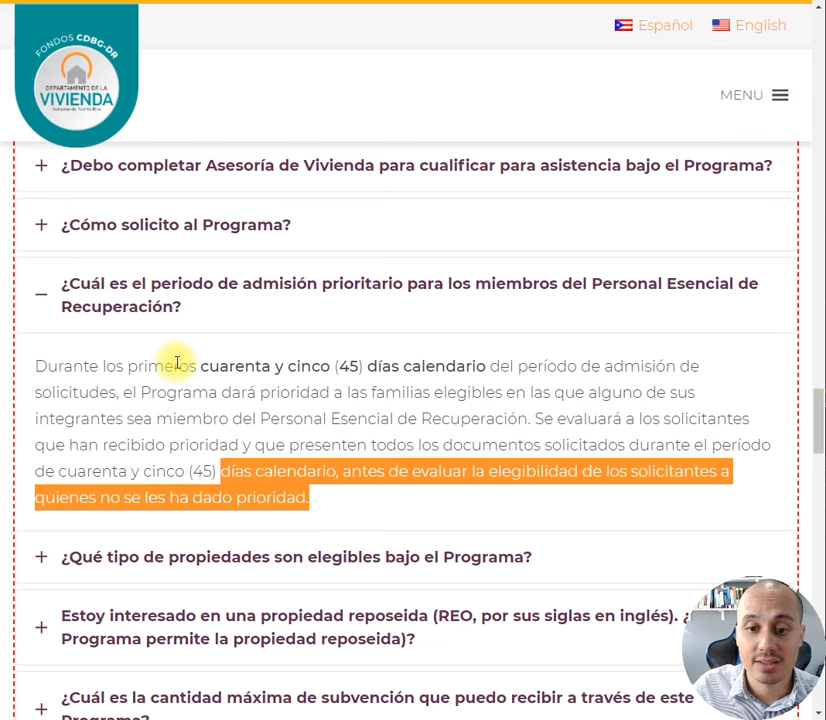 Español English
FONDOS CDBG-DR
DEPARTAMENTO DE LA
VIVIENDA
MENU
¿Debo completar Asesoría de Vivienda para cualificar para asistencia bajo el Programa?
¿Cómo solicito al Programa?
¿Cuál es el periodo de admisión prioritario para los miembros del Personal Esencial de
Recuperación?
Durante los primeros cuarenta y cinco (45) días calendario del período de admisión de
solicitudes, el Programa dará prioridad a las familias elegibles en las que alguno de sus
integrantes sea miembro del Personal Esencial de Recuperación. Se evaluará a los solicitantes
que han recibido prioridad y que presenten todos los documentos solicitados durante el período
de cuarenta y cinco (45) días calendario, antes de evaluar la elegibilidad de los solicitantes a
quienes no se les ha dado prioridad.
¿Qué tipo de propiedades son elegibles bajo el Programa?
Estoy interesado en una propiedad reposeida (REO, por sus siglas en inglés).
Programa permite la propiedad reposeida)?
¿Cuál es la cantidad máxima de subvención que puedo recibir a través de este
Programa?